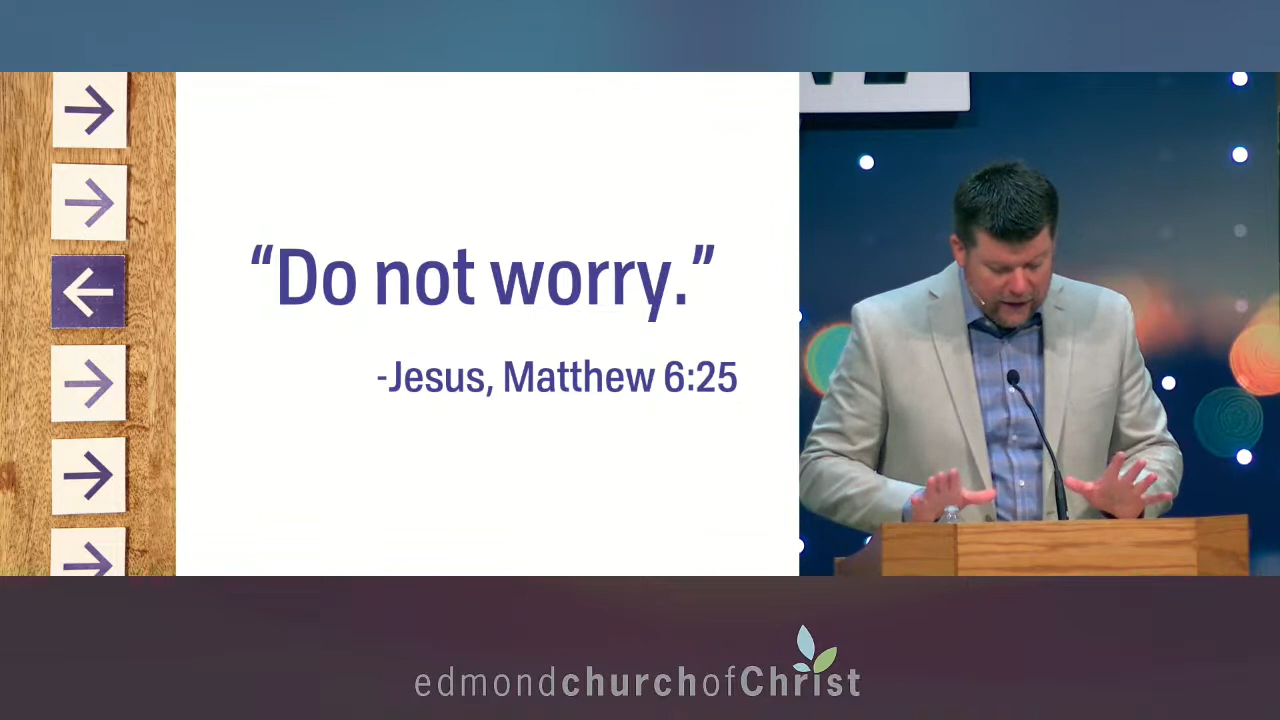 “Do not worry.”
-Jesus, Matthew 6:25
edmondchurchofChrist